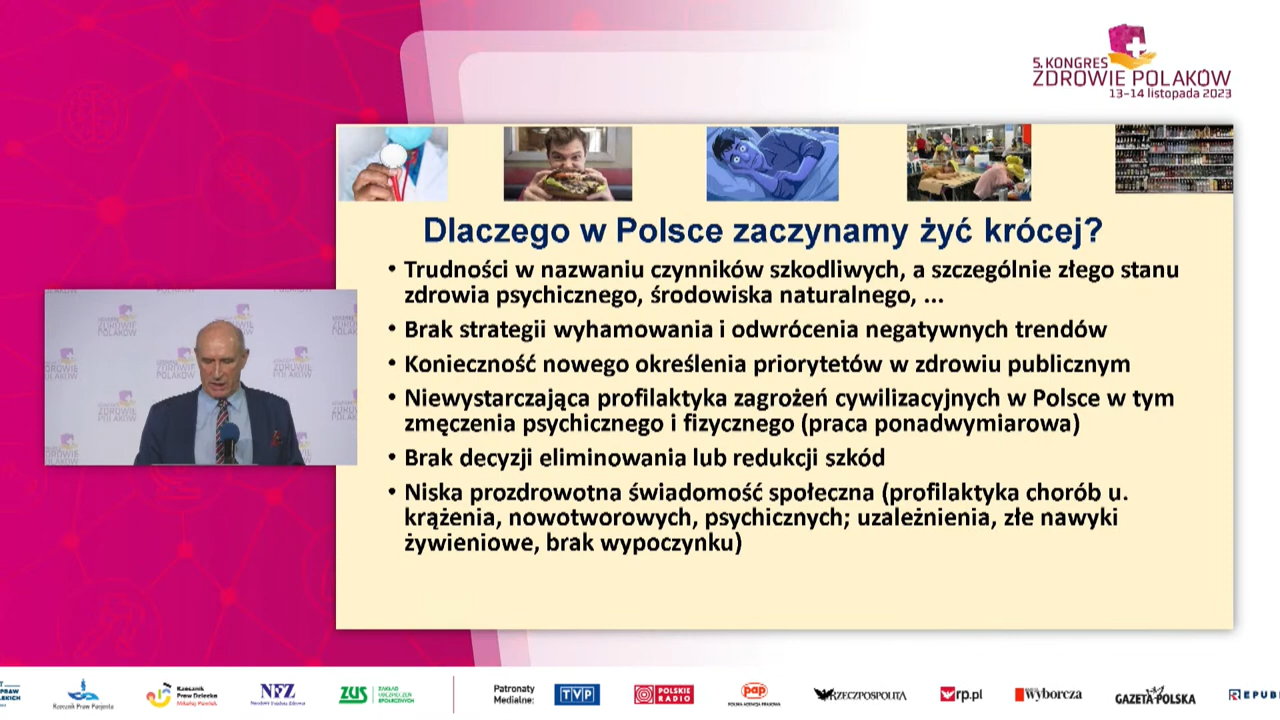 5. KONGRES
ZDROWIE POLAKÓW
13-14 listopada 2023
Dlaczego w Polsce zaczynamy żyć krócej?
• Trudności w nazwaniu czynników szkodliwych, a szczególnie złego stanu
zdrowia psychicznego, środowiska naturalnego, ...
• Brak strategii wyhamowania i odwrócenia negatywnych trendów
• Konieczność nowego określenia priorytetów w zdrowiu publicznym
• Niewystarczająca profilaktyka zagrożeń cywilizacyjnych w Polsce w tym
zmęczenia psychicznego i fizycznego (praca ponadwymiarowa)
• Brak decyzji eliminowania lub redukcji szkód
• Niska prozdrowotna świadomość społeczna (profilaktyka chorób u.
krążenia, nowotworowych, psychicznych; uzależnienia, złe nawyki
żywieniowe, brak wypoczynku)
KONGRES
ZDROWIE
POLAKÓW
Rzecznik Praw Pacjenta
Rzecznik
Praw Dziecka
Mikołaj Pawlak
NFZ
Narodowy Fundusz Zdrowia
ZUS
ZAKŁAD
UBEZPIECZEŃ
SPOŁECZNYCH
Patronaty
Medialne:
TVP
POLSKIE
RADIO
pap
POLSKA AGENCJA PRASOWA
RZECZPOSPOLITA
rp.pl
wyborcza
GAZETA POLSKA
REPUB